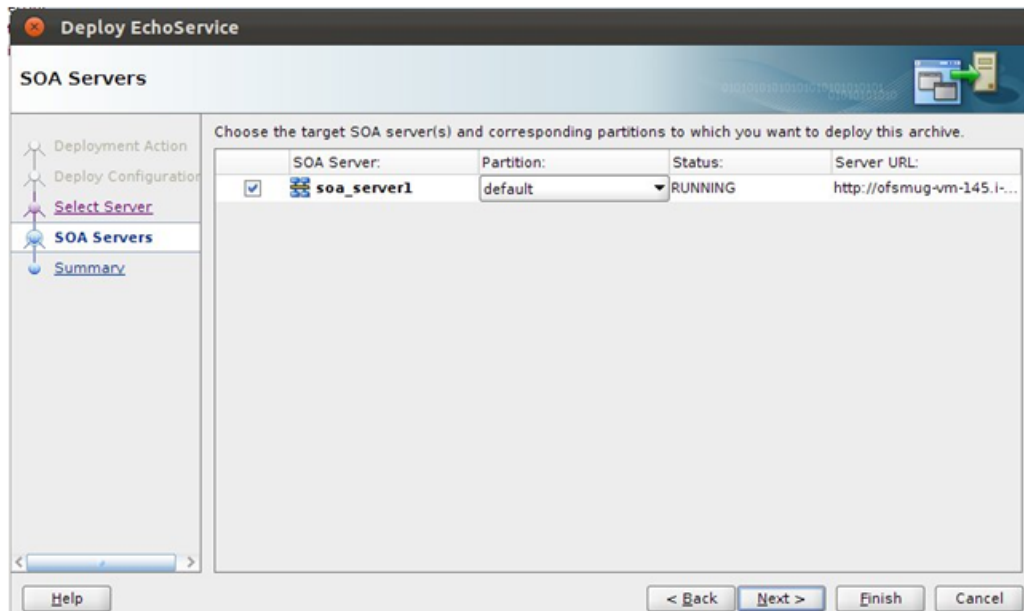 Deploy EchoService
SOA Servers
Deployment Action
Deploy Configuration
Select Server
SOA Servers
Summary
Choose the target SOA server(s) and corresponding partitions to which you want to deploy this archive.
SOA Server: Partition: Status: Server URL:
soa_server1 default RUNNING http://ofsmug-vm-145.i-...
Help < Back Next > Finish Cancel